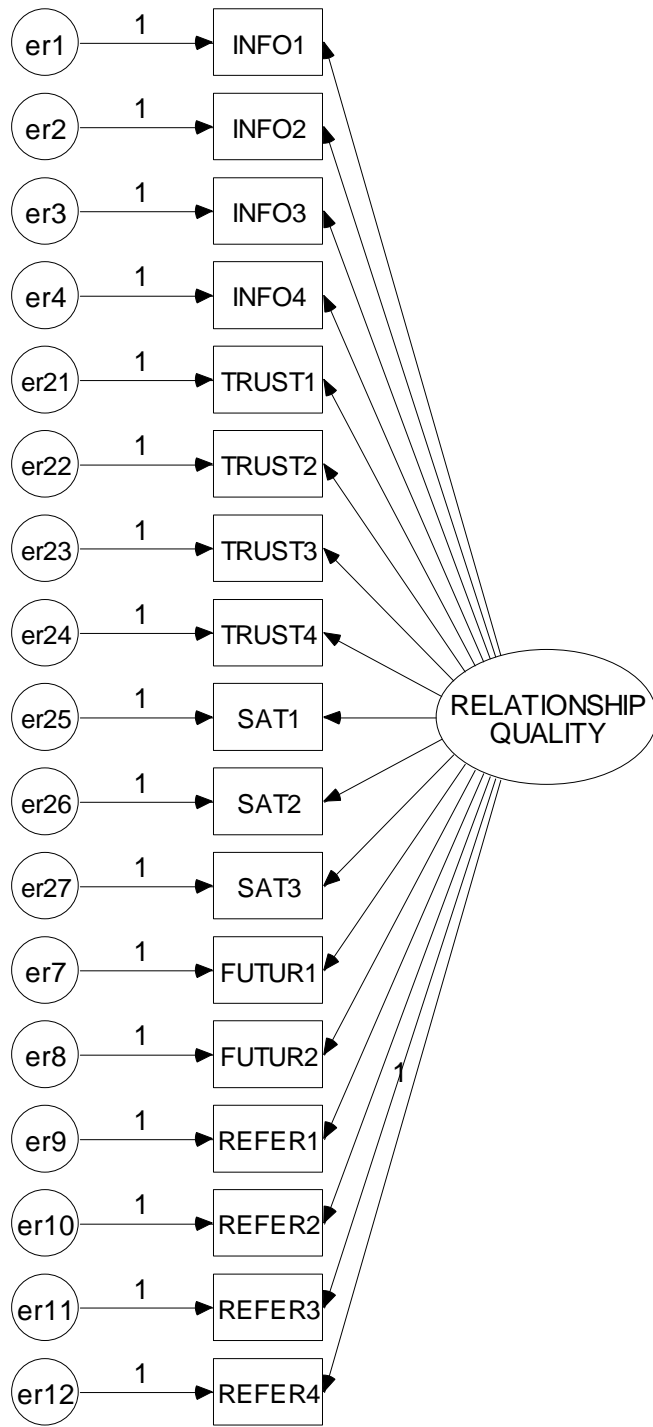 er1 1 INFO1
er2 1 INFO2
er3 1 INFO3
er4 1 INFO4
er21 1 TRUST1
er22 1 TRUST2
er23 1 TRUST3
er24 1 TRUST4
er25 1 SAT1
er26 1 SAT2
er27 1 SAT3
er7 1 FUTUR1
er8 1 FUTUR2
er9 1 REFER1
er10 1 REFER2
er11 1 REFER3
er12 1 REFER4
RELATIONSHIP
QUALITY
1